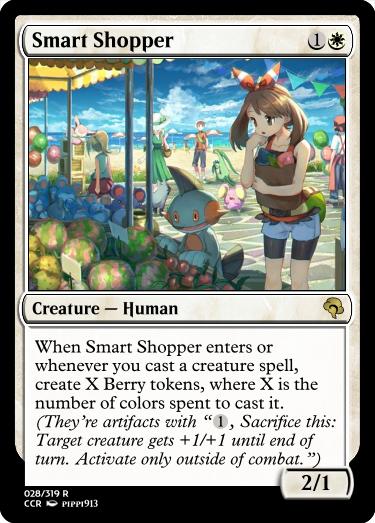 Smart Shopper 1
Creature — Human
When Smart Shopper enters or
whenever you cast a creature spell,
create X Berry tokens, where X is the
number of colors spent to cast it.
(They're artifacts with “1, Sacrifice this:
Target creature gets +1/+1 until end of
turn. Activate only outside of combat.”)
2/1
028/319 R
CCR PIPPI913